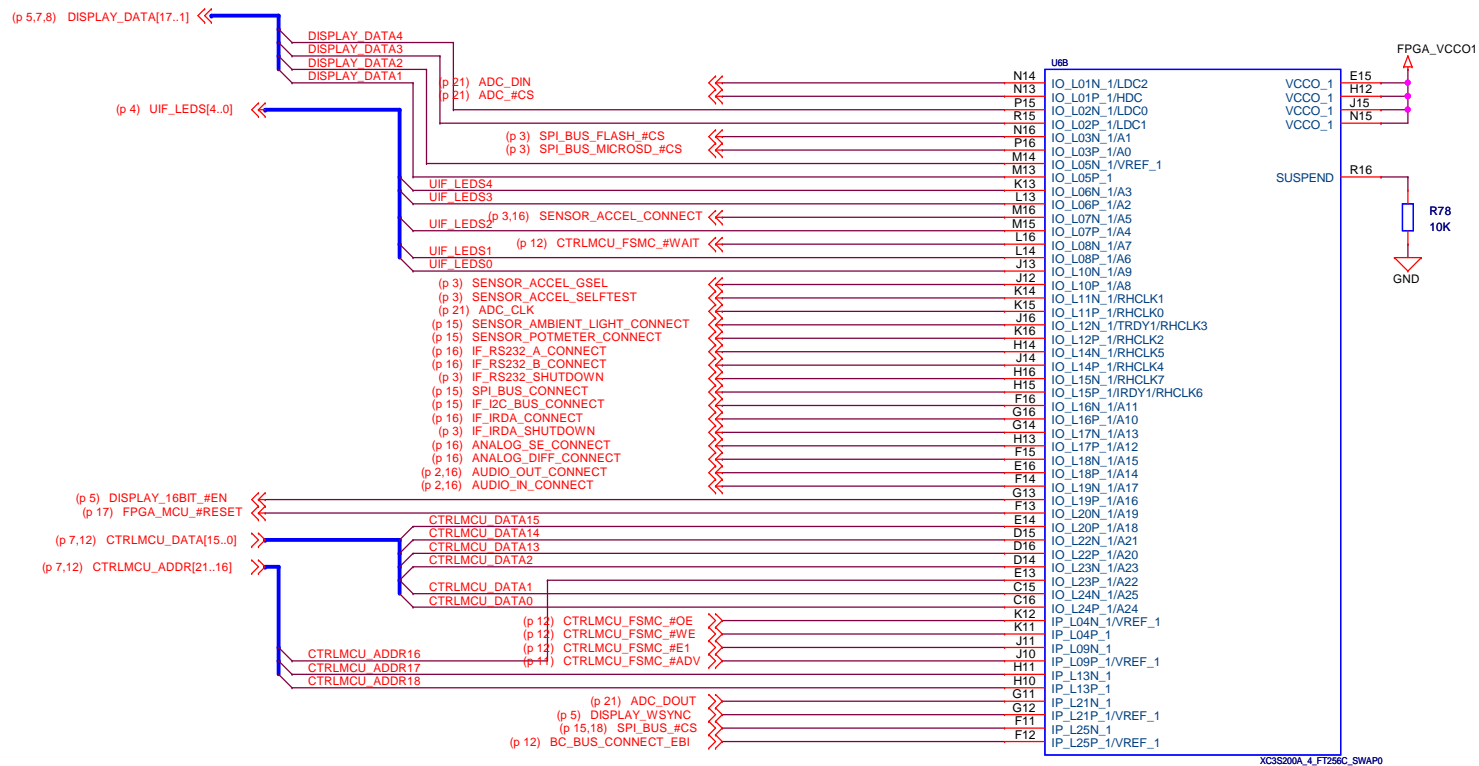 (p 5,7,8) DISPLAY_DATA[17..1]
DISPLAY_DATA4
DISPLAY_DATA3
DISPLAY_DATA2
DISPLAY_DATA1
(p 4) UIF_LEDS[4..0]
(p 21) ADC_DIN
(p 21) ADC_#CS
(p 3) SPI_BUS_FLASH_#CS
(p 3) SPI_BUS_MICROSD_#CS
UIF_LEDS4
UIF_LEDS3
(p 3,16) SENSOR_ACCEL_CONNECT
UIF_LEDS2
(p 12) CTRLMCU_FSMC_#WAIT
UIF_LEDS1
UIF_LEDS0
(p 3) SENSOR_ACCEL_GSEL
(p 3) SENSOR_ACCEL_SELFTEST
(p 21) ADC_CLK
(p 15) SENSOR_AMBIENT_LIGHT_CONNECT
(p 15) SENSOR_POTMETER_CONNECT
(p 16) IF_RS232_A_CONNECT
(p 16) IF_RS232_B_CONNECT
(p 3) IF_RS232_SHUTDOWN
(p 15) SPI_BUS_CONNECT
(p 15) IF_I2C_BUS_CONNECT
(p 16) IF_IRDA_CONNECT
(p 3) IF_IRDA_SHUTDOWN
(p 16) ANALOG_SE_CONNECT
(p 16) ANALOG_DIFF_CONNECT
(p 2,16) AUDIO_OUT_CONNECT
(p 2,16) AUDIO_IN_CONNECT
(p 5) DISPLAY_16BIT_#EN
(p 17) FPGA_MCU_#RESET
CTRLMCU_DATA15
(p 7,12) CTRLMCU_DATA[15..0]
CTRLMCU_DATA14
CTRLMCU_DATA13
CTRLMCU_DATA2
(p 7,12) CTRLMCU_ADDR[21..16]
CTRLMCU_DATA1
CTRLMCU_DATA0
(p 12) CTRLMCU_FSMC_#OE
(p 12) CTRLMCU_FSMC_#WE
(p 12) CTRLMCU_FSMC_#E1
CTRLMCU_ADDR16
(p 11) CTRLMCU_FSMC_#ADV
CTRLMCU_ADDR17
CTRLMCU_ADDR18
(p 21) ADC_DOUT
(p 5) DISPLAY_WSYNC
(p 15,18) SPI_BUS_#CS
(p 12) BC_BUS_CONNECT_EBI
U6B
N14 IO_L01N_1/LDC2
N13 IO_L01P_1/HDC
P15 IO_L02N_1/LDC0
R15 IO_L02P_1/LDC1
N16 IO_L03N_1/A1
P16 IO_L03P_1/A0
M14 IO_L05N_1/VREF_1
M13 IO_L05P_1
K13 IO_L06N_1/A3
L13 IO_L06P_1/A2
M16 IO_L07N_1/A5
M15 IO_L07P_1/A4
L16 IO_L08N_1/A7
L14 IO_L08P_1/A6
J13 IO_L10N_1/A9
J12 IO_L10P_1/A8
K14 IO_L11N_1/RHCLK1
K15 IO_L11P_1/RHCLK0
J16 IO_L12N_1/TRDY1/RHCLK3
K16 IO_L12P_1/RHCLK2
H14 IO_L14N_1/RHCLK5
J14 IO_L14P_1/RHCLK4
H16 IO_L15N_1/RHCLK7
H15 IO_L15P_1/IRDY1/RHCLK6
F16 IO_L16N_1/A11
G16 IO_L16P_1/A10
G14 IO_L17N_1/A13
H13 IO_L17P_1/A12
F15 IO_L18N_1/A15
E16 IO_L18P_1/A14
F14 IO_L19N_1/A17
G13 IO_L19P_1/A16
F13 IO_L20N_1/A19
E14 IO_L20P_1/A18
D15 IO_L22N_1/A21
D16 IO_L22P_1/A20
D14 IO_L23N_1/A23
E13 IO_L23P_1/A22
C15 IO_L24N_1/A25
C16 IO_L24P_1/A24
K12 IP_L04N_1/VREF_1
K11 IP_L04P_1
J11 IP_L09N_1
J10 IP_L09P_1/VREF_1
H11 IP_L13N_1
H10 IP_L13P_1
G11 IP_L21N_1
G12 IP_L21P_1/VREF_1
F11 IP_L25N_1
F12 IP_L25P_1/VREF_1
FPGA_VCCO1
VCCO_1 E15
VCCO_1 H12
VCCO_1 J15
VCCO_1 N15
SUSPEND R16
R78
10K
GND
XC3S200A_4_FT256C_SWAP0